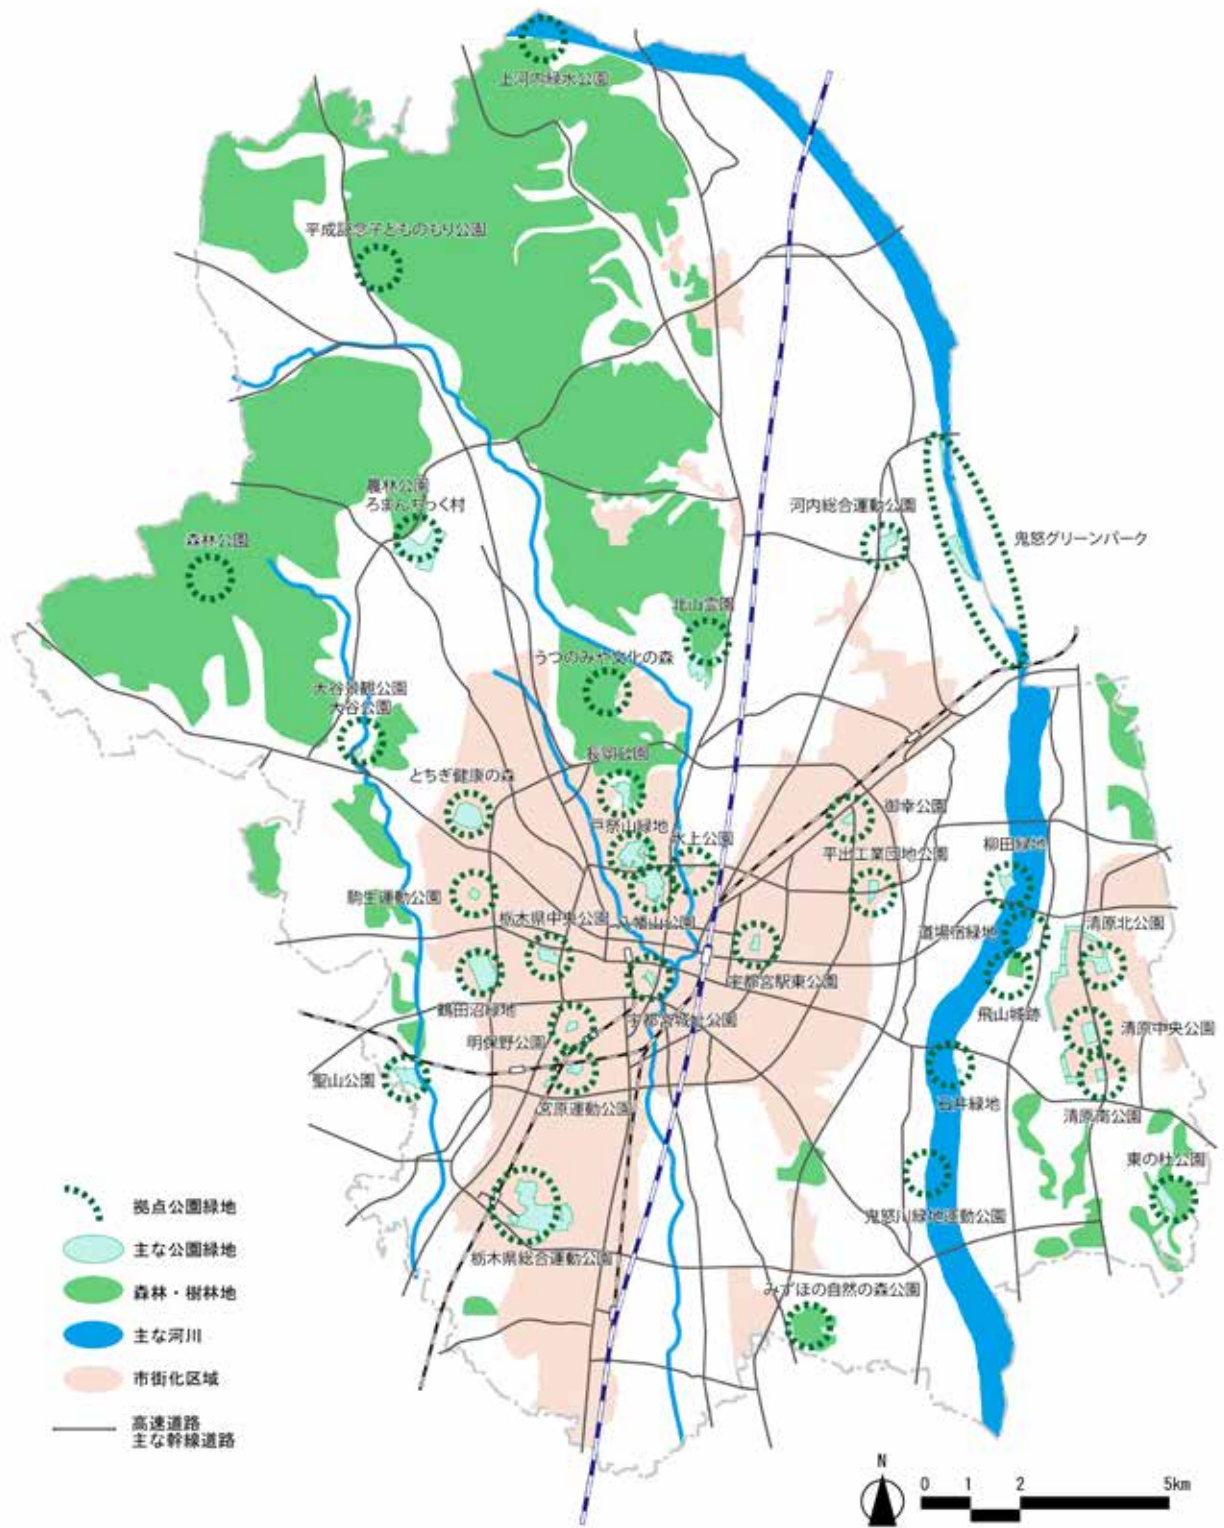 上河内緑水公園
平成記念子どものもり公園
農林公園
ろまんちっく村
河内総合運動公園
鬼怒グリーンパーク
森林公園
北山霊園
うつのみや文化の森
大谷景観公園
大谷公園
長岡公園
とちぎ健康の森
御幸公園
戸祭山緑地
水上公園
平出工業団地公園
柳田緑地
駒生運動公園
栃木県中央公園
八幡山公園
道場宿緑地
清原北公園
宇都宮駅東公園
鶴田沼緑地
宇都宮城址公園
飛山城跡
清原中央公園
明保野公園
聖山公園
宮原運動公園
石井緑地
清原南公園
東の杜公園
鬼怒川緑地運動公園
栃木県総合運動公園
みずほの自然の森公園
拠点公園緑地
主な公園緑地
森林・樹林地
主な河川
市街化区域
高速道路
主な幹線道路
N
0 1 2 5km